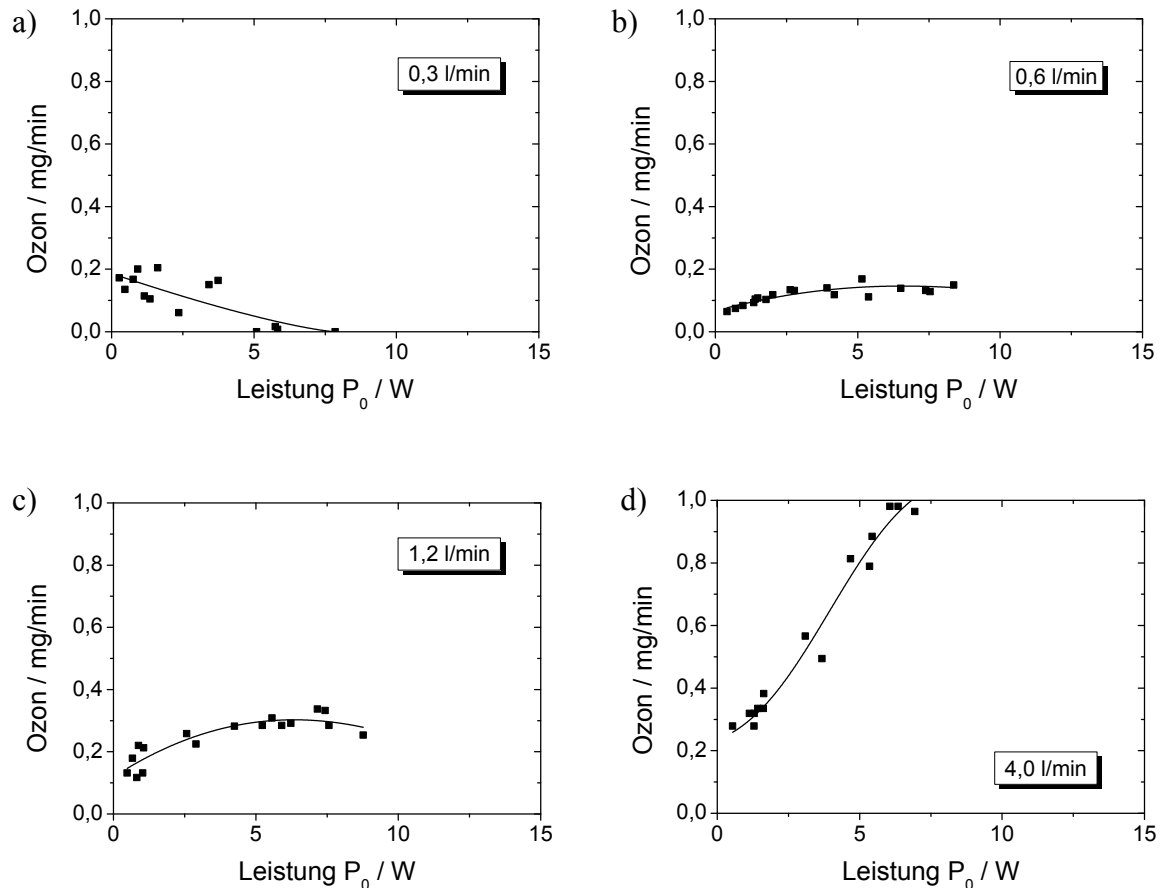 a)
1,0
0,8
0,6
0,4
0,2
0,0
Ozon / mg/min
0,3 l/min
0 5 10 15
Leistung P₀ / W
b)
1,0
0,8
0,6
0,4
0,2
0,0
Ozon / mg/min
0,6 l/min
0 5 10 15
Leistung P₀ / W
c)
1,0
0,8
0,6
0,4
0,2
0,0
Ozon / mg/min
1,2 l/min
0 5 10 15
Leistung P₀ / W
d)
1,0
0,8
0,6
0,4
0,2
0,0
Ozon / mg/min
4,0 l/min
0 5 10 15
Leistung P₀ / W